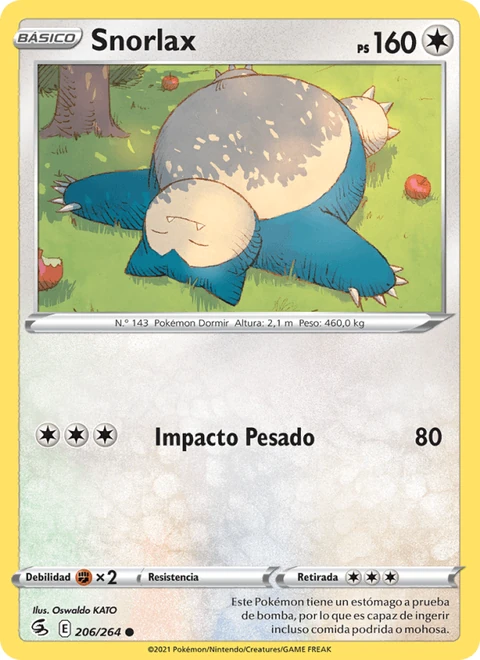 BÁSICO Snorlax PS 160
N.º 143 Pokémon Dormir Altura: 2,1 m Peso: 460,0 kg
Impacto Pesado 80
Debilidad ×2 Resistencia Retirada
Ilus. Oswaldo KATO
Este Pokémon tiene un estómago a prueba
de bomba, por lo que es capaz de ingerir
incluso comida podrida o mohosa.
E 206/264
©2021 Pokémon/Nintendo/Creatures/GAME FREAK